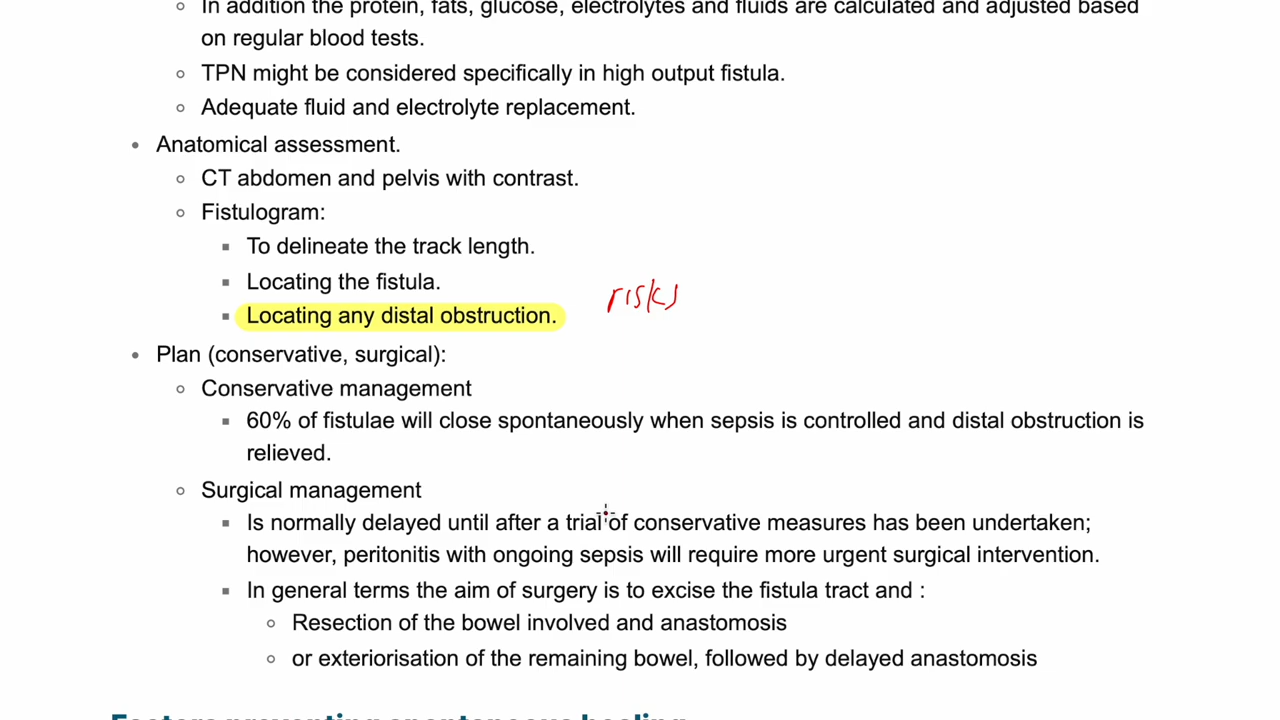 In addition the protein, fats, glucose, electrolytes and fluids are calculated and adjusted based
on regular blood tests.
TPN might be considered specifically in high output fistula.
Adequate fluid and electrolyte replacement.
Anatomical assessment.
CT abdomen and pelvis with contrast.
Fistulogram:
To delineate the track length.
Locating the fistula.
risks
Locating any distal obstruction.
Plan (conservative, surgical):
Conservative management
60% of fistulae will close spontaneously when sepsis is controlled and distal obstruction is
relieved.
Surgical management
Is normally delayed until after a trial of conservative measures has been undertaken;
however, peritonitis with ongoing sepsis will require more urgent surgical intervention.
In general terms the aim of surgery is to excise the fistula tract and :
Resection of the bowel involved and anastomosis
or exteriorisation of the remaining bowel, followed by delayed anastomosis
Factors preventing spontaneous healing